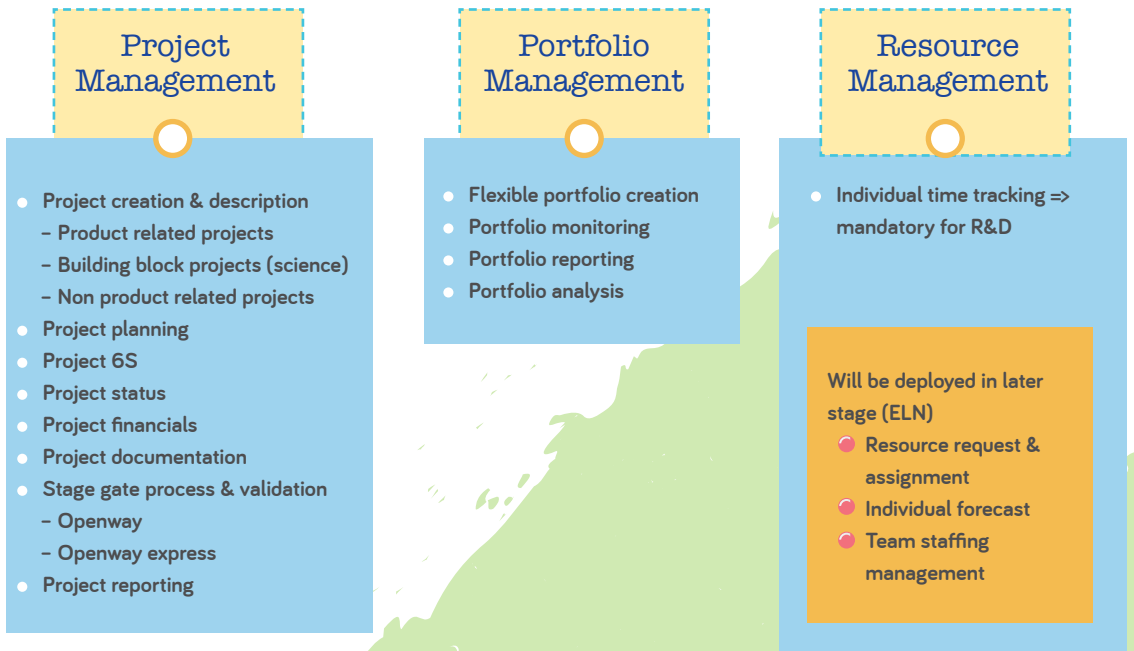 Project
Management
Project creation & description
– Product related projects
– Building block projects (science)
– Non product related projects
Project planning
Project 6S
Project status
Project financials
Project documentation
Stage gate process & validation
– Openway
– Openway express
Project reporting
Portfolio
Management
Flexible portfolio creation
Portfolio monitoring
Portfolio reporting
Portfolio analysis
Resource
Management
Individual time tracking =>
mandatory for R&D
Will be deployed in later
stage (ELN)
Resource request &
assignment
Individual forecast
Team staffing
management